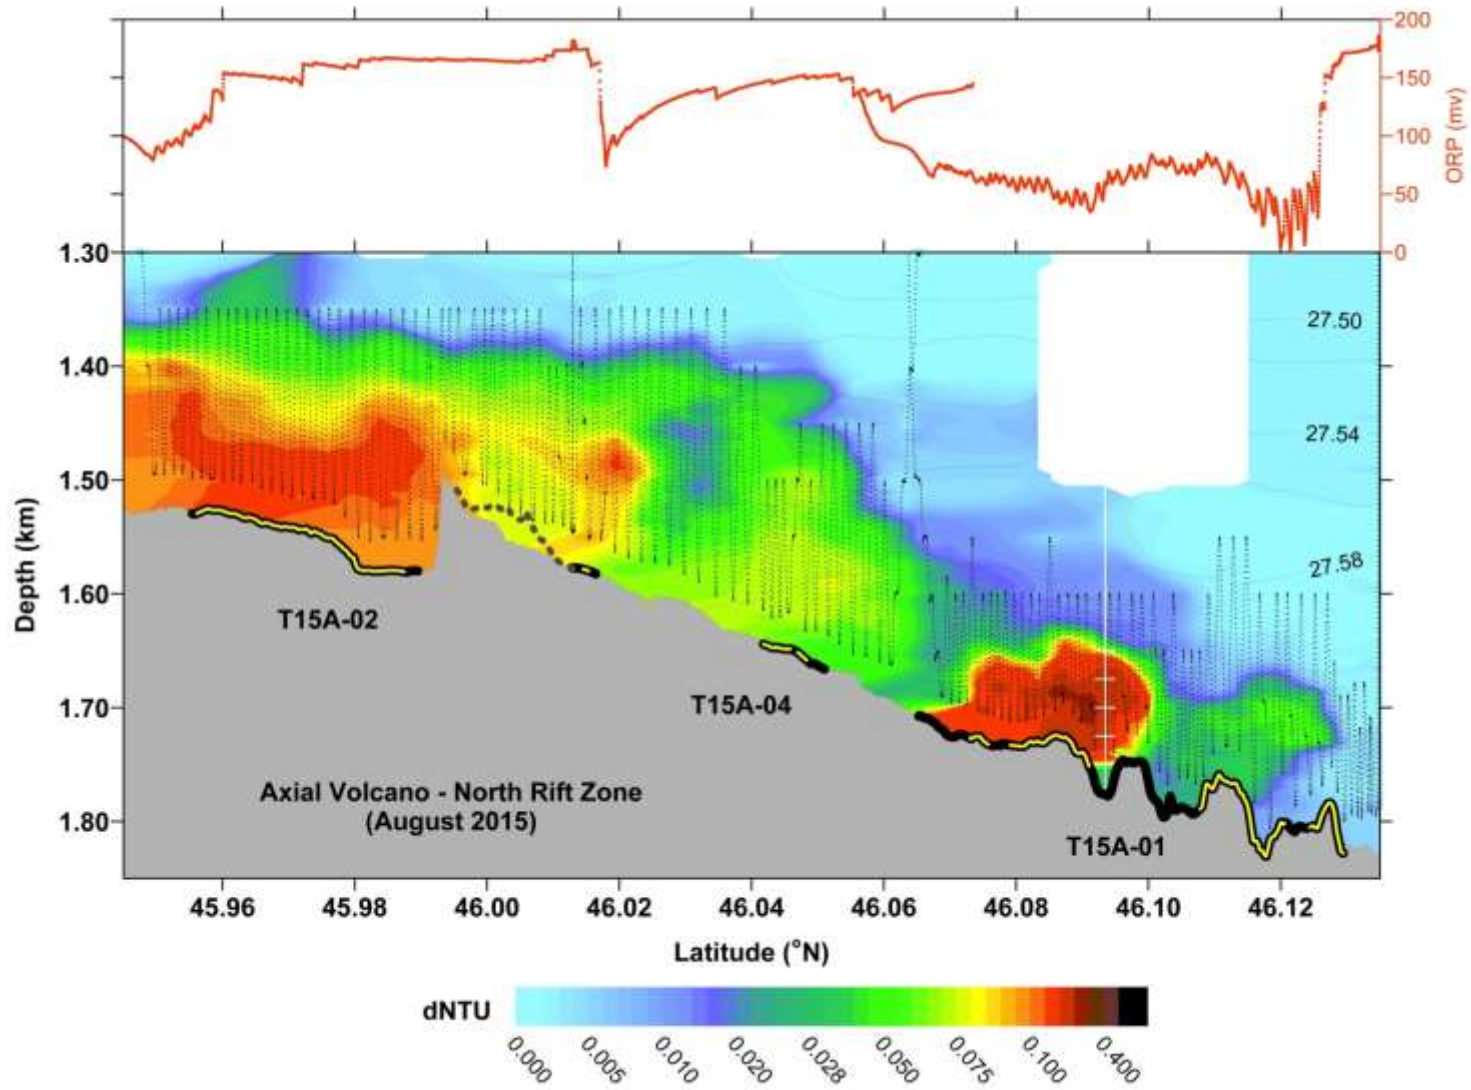 200
150
100
50
0
ORP (mv)
1.30
1.40
1.50
1.60
1.70
1.80
Depth (km)
27.50
27.54
27.58
T15A-02
T15A-04
T15A-01
Axial Volcano - North Rift Zone
(August 2015)
45.96 45.98 46.00 46.02 46.04 46.06 46.08 46.10 46.12
Latitude (°N)
dNTU
0.000 0.005 0.010 0.020 0.028 0.050 0.075 0.100 0.400